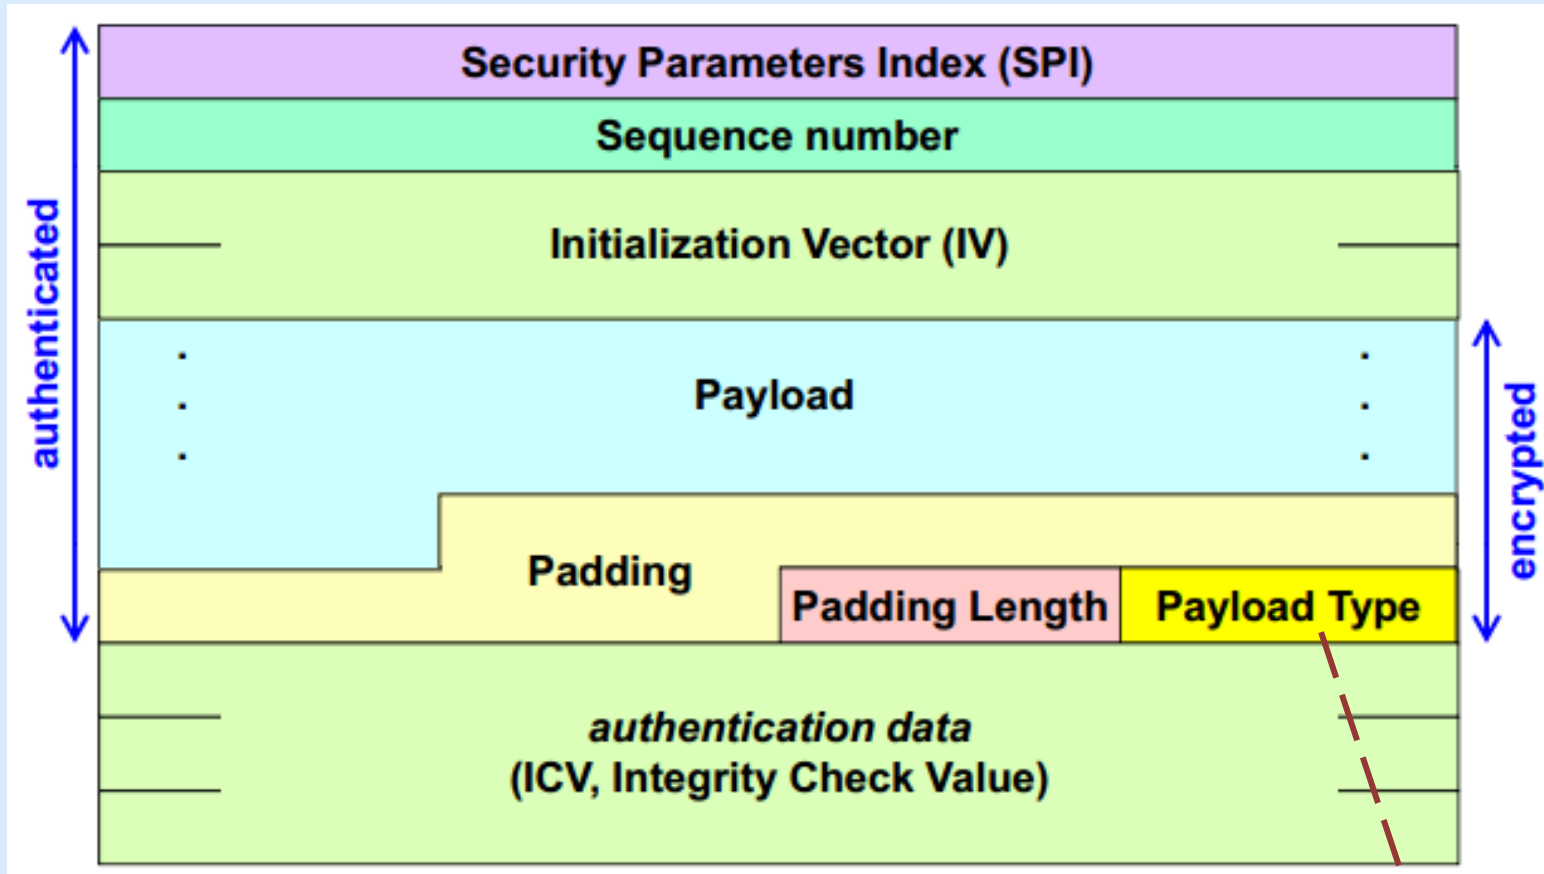 Security Parameters Index (SPI)
Sequence number
Initialization Vector (IV)
authenticated
Payload
encrypted
Padding
Padding Length
Payload Type
authentication data
(ICV, Integrity Check Value)